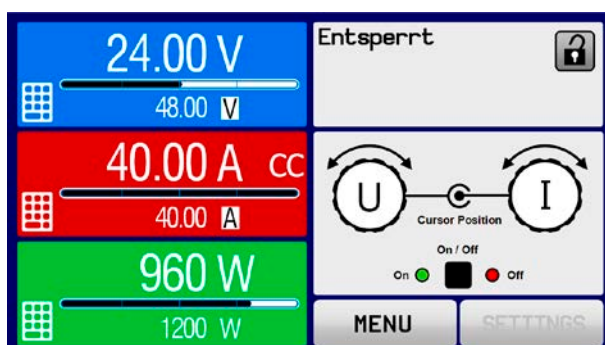 24.00 V
48.00 V
40.00 A CC
40.00 A
960 W
1200 W
Entsperrt
U
I
Cursor Position
On / Off
On
Off
MENU
SETTINGS